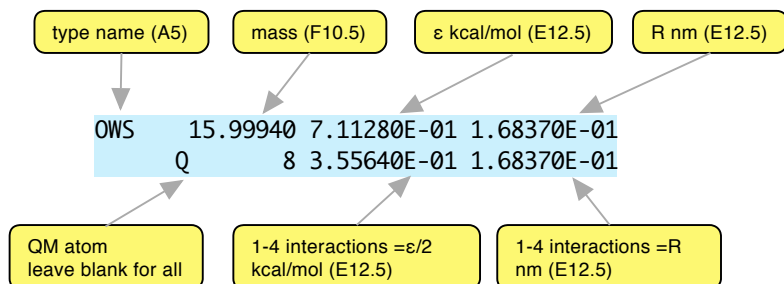 type name (A5)
mass (F10.5)
ε kcal/mol (E12.5)
R nm (E12.5)
OWS 15.99940 7.11280E-01 1.68370E-01
Q 8 3.55640E-01 1.68370E-01
QM atom
leave blank for all
1-4 interactions =ε/2
kcal/mol (E12.5)
1-4 interactions =R
nm (E12.5)